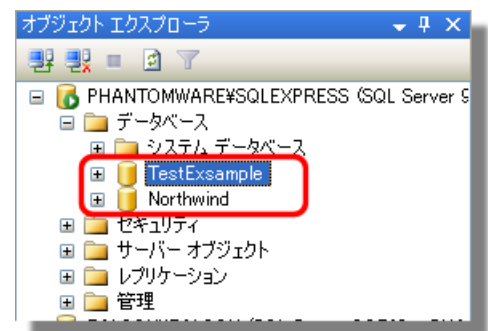 オブジェクト エクスプローラ
PHANTOMWARE¥SQLEXPRESS (SQL Server 9
データベース
システム データベース
TestExsample
Northwind
セキュリティ
サーバー オブジェクト
レプリケーション
管理